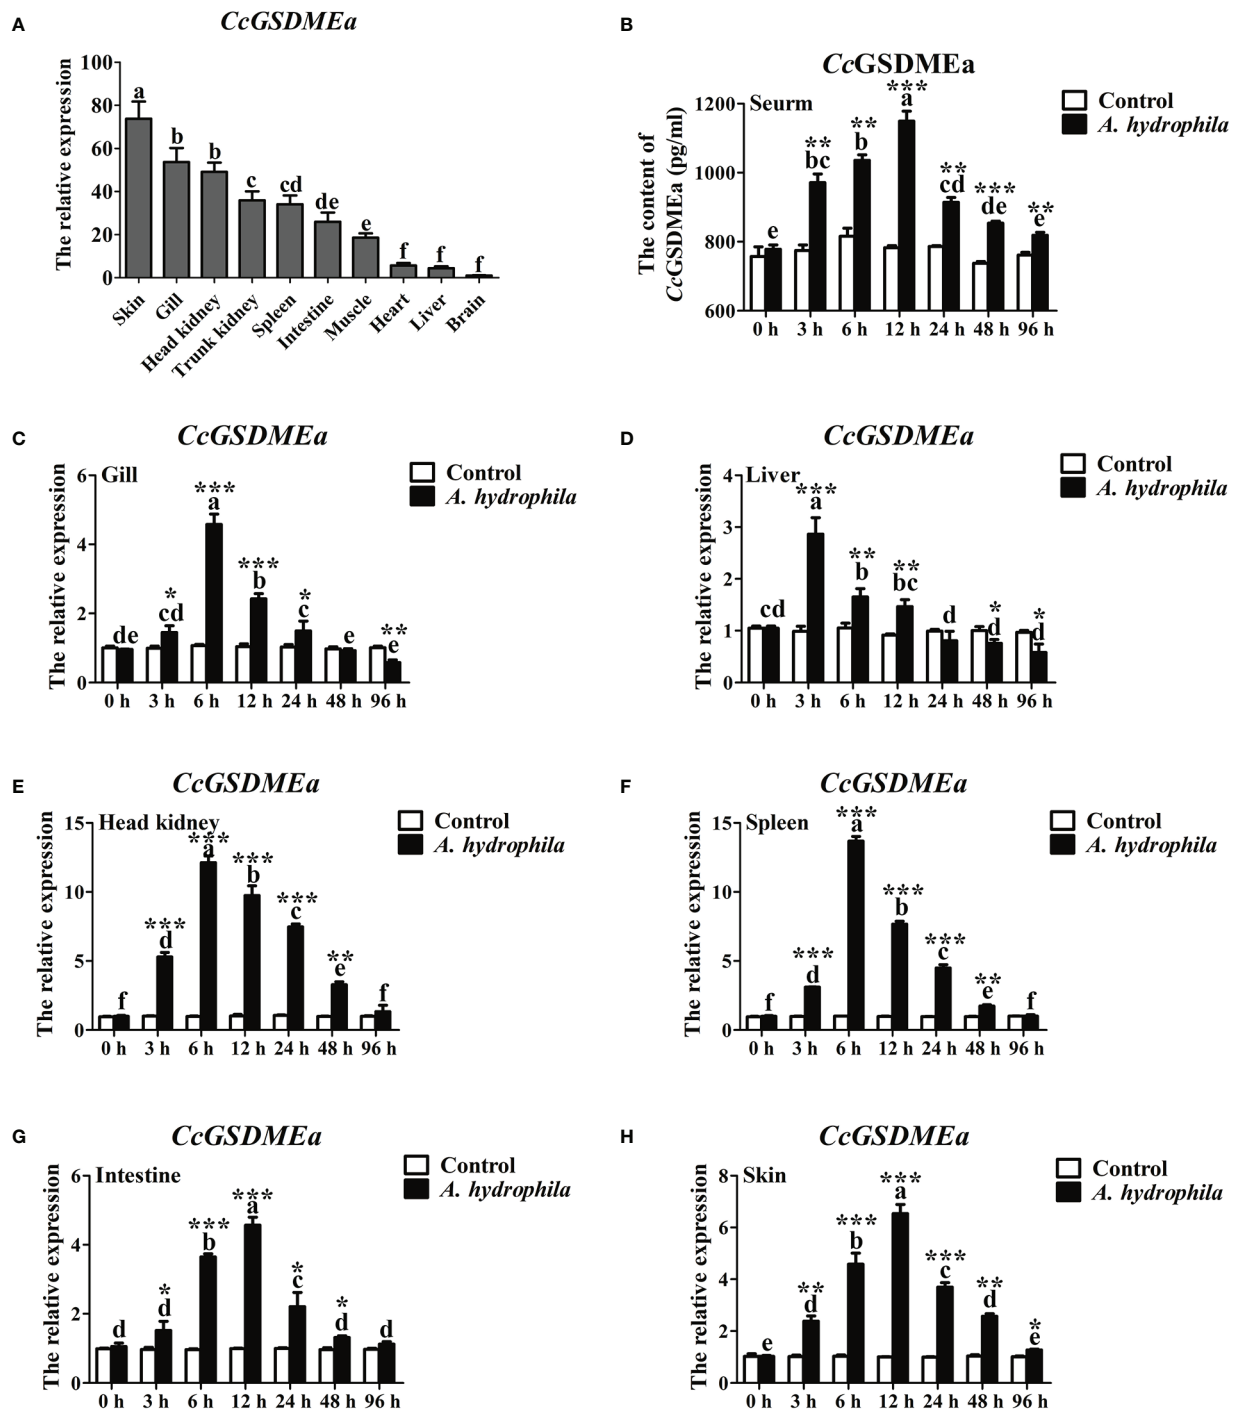 A
CcGSDMEa
The relative expression
100
80
60
40
20
0
a
b
b
c
cd
de
e
f
f
f
Skin
Gill
Head kidney
Trunk kidney
Spleen
Intestine
Muscle
Heart
Liver
Brain
B
CcGSDMEa
Seurm
Control
A. hydrophila
The content of
CcGSDMEa (pg/ml)
1200
1000
800
600
e
**
bc
**
b
***
a
**
cd
***
de
**
e
0 h 3 h 6 h 12 h 24 h 48 h 96 h
C
CcGSDMEa
Gill
Control
A. hydrophila
The relative expression
6
4
2
0
de
*
cd
***
a
***
b
*
c
e
**
e
0 h 3 h 6 h 12 h 24 h 48 h 96 h
D
CcGSDMEa
Liver
Control
A. hydrophila
The relative expression
4
3
2
1
0
cd
***
a
**
b
**
bc
d
*
d
*
d
0 h 3 h 6 h 12 h 24 h 48 h 96 h
E
CcGSDMEa
Head kidney
Control
A. hydrophila
The relative expression
15
10
5
0
f
***
d
***
a
***
b
***
c
**
e
f
0 h 3 h 6 h 12 h 24 h 48 h 96 h
F
CcGSDMEa
Spleen
Control
A. hydrophila
The relative expression
15
10
5
0
f
***
d
***
a
***
b
***
c
**
e
f
0 h 3 h 6 h 12 h 24 h 48 h 96 h
G
CcGSDMEa
Intestine
Control
A. hydrophila
The relative expression
6
4
2
0
d
*
d
***
b
***
a
*
c
*
d
d
0 h 3 h 6 h 12 h 24 h 48 h 96 h
H
CcGSDMEa
Skin
Control
A. hydrophila
The relative expression
8
6
4
2
0
e
**
d
***
b
***
a
***
c
**
d
*
e
0 h 3 h 6 h 12 h 24 h 48 h 96 h